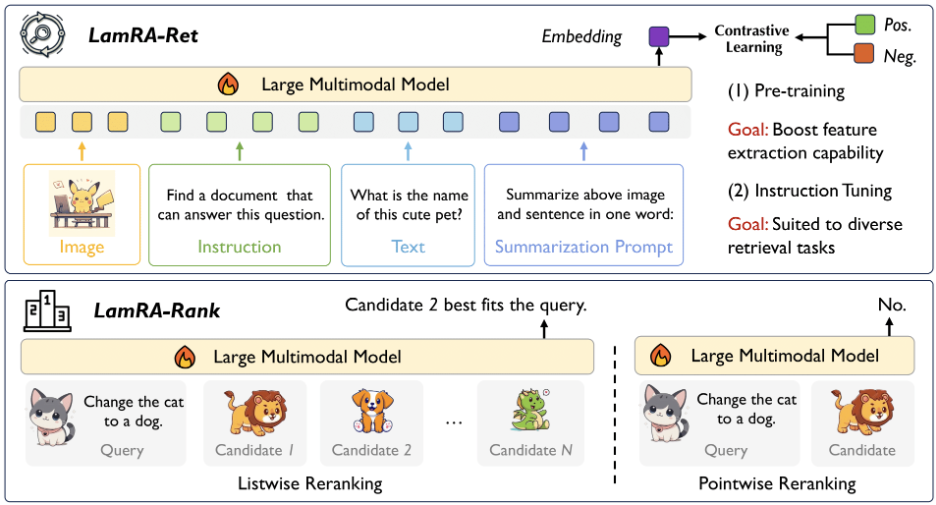 LamRA-Ret
Embedding
Contrastive
Learning
Pos.
Neg.
Large Multimodal Model
(1) Pre-training
Goal: Boost feature
extraction capability
(2) Instruction Tuning
Goal: Suited to diverse
retrieval tasks
Image
Find a document that
can answer this question.
Instruction
What is the name
of this cute pet?
Text
Summarize above image
and sentence in one word:
Summarization Prompt
2 1 3
LamRA-Rank
Candidate 2 best fits the query.
Large Multimodal Model
Change the cat
to a dog.
Query
Candidate 1
Candidate 2
...
Candidate N
Listwise Reranking
No.
Large Multimodal Model
Change the cat
to a dog.
Query
Candidate
Pointwise Reranking